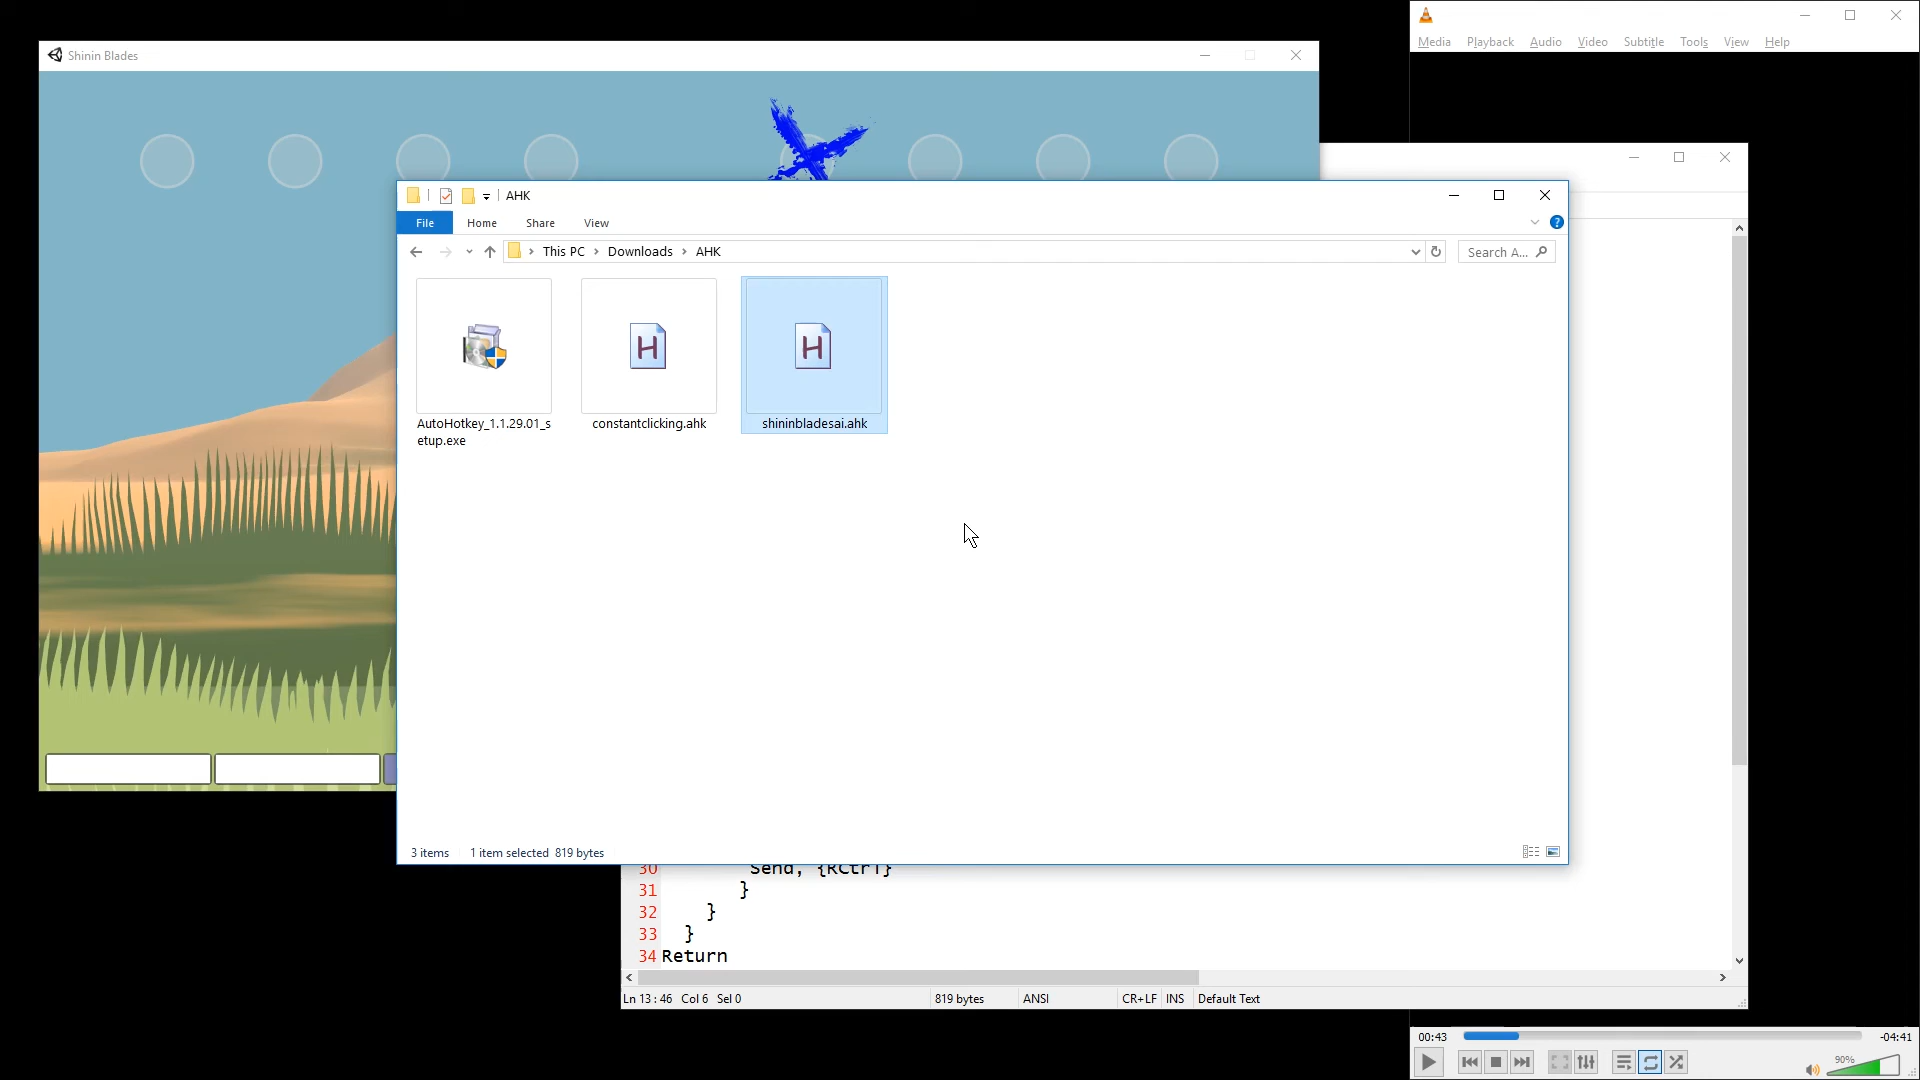 Shinin Blades
Media Playback Audio Video Subtitle Tools View Help
AHK
File Home Share View
This PC Downloads AHK
Search A...
AutoHotkey_1.1.29.01_s
etup.exe
constantclicking.ahk
shininbladesai.ahk
3 items 1 item selected 819 bytes
30 Send, {RCtrl}
31 }
32 }
33 }
34 Return
Ln 13 : 46 Col 6 Sel 0 819 bytes ANSI CR+LF INS Default Text
00:43 -04:41
90%